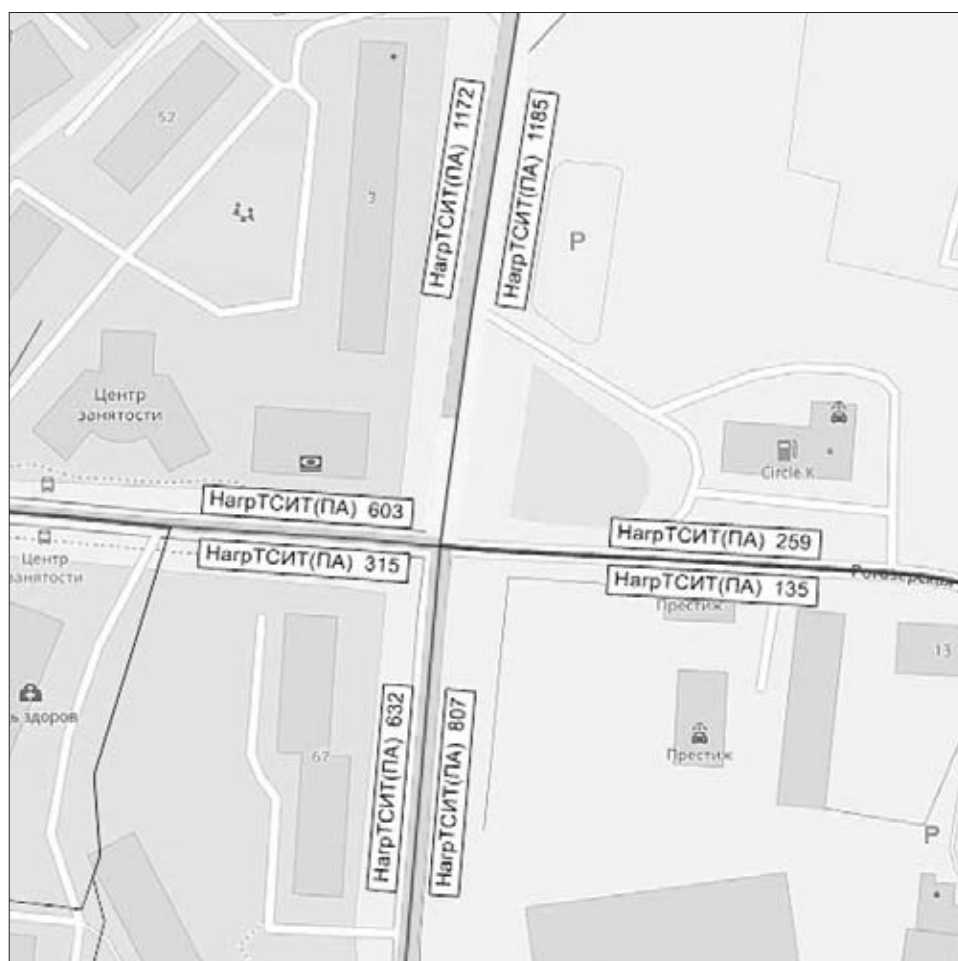 НагрТСИТ(ПА) 1172
НагрТСИТ(ПА) 1185
52
3
P
Центр
занятости
Circle K
НагрТСИТ(ПА) 603
НагрТСИТ(ПА) 259
НагрТСИТ(ПА) 315
НагрТСИТ(ПА) 135
Центр
занятости
Престиж
13
ь здоров
НагрТСИТ(ПА) 632
НагрТСИТ(ПА) 807
67
Престиж
P